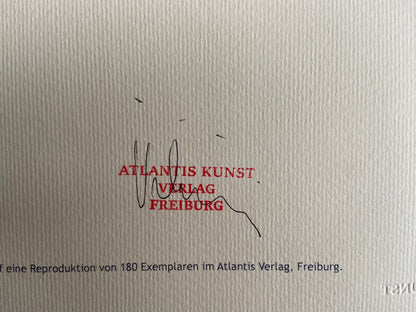 ATLANTIS KUNST
VERLAG
FREIBURG
f eine Reproduktion von 180 Exemplaren im Atlantis Verlag, Freiburg.